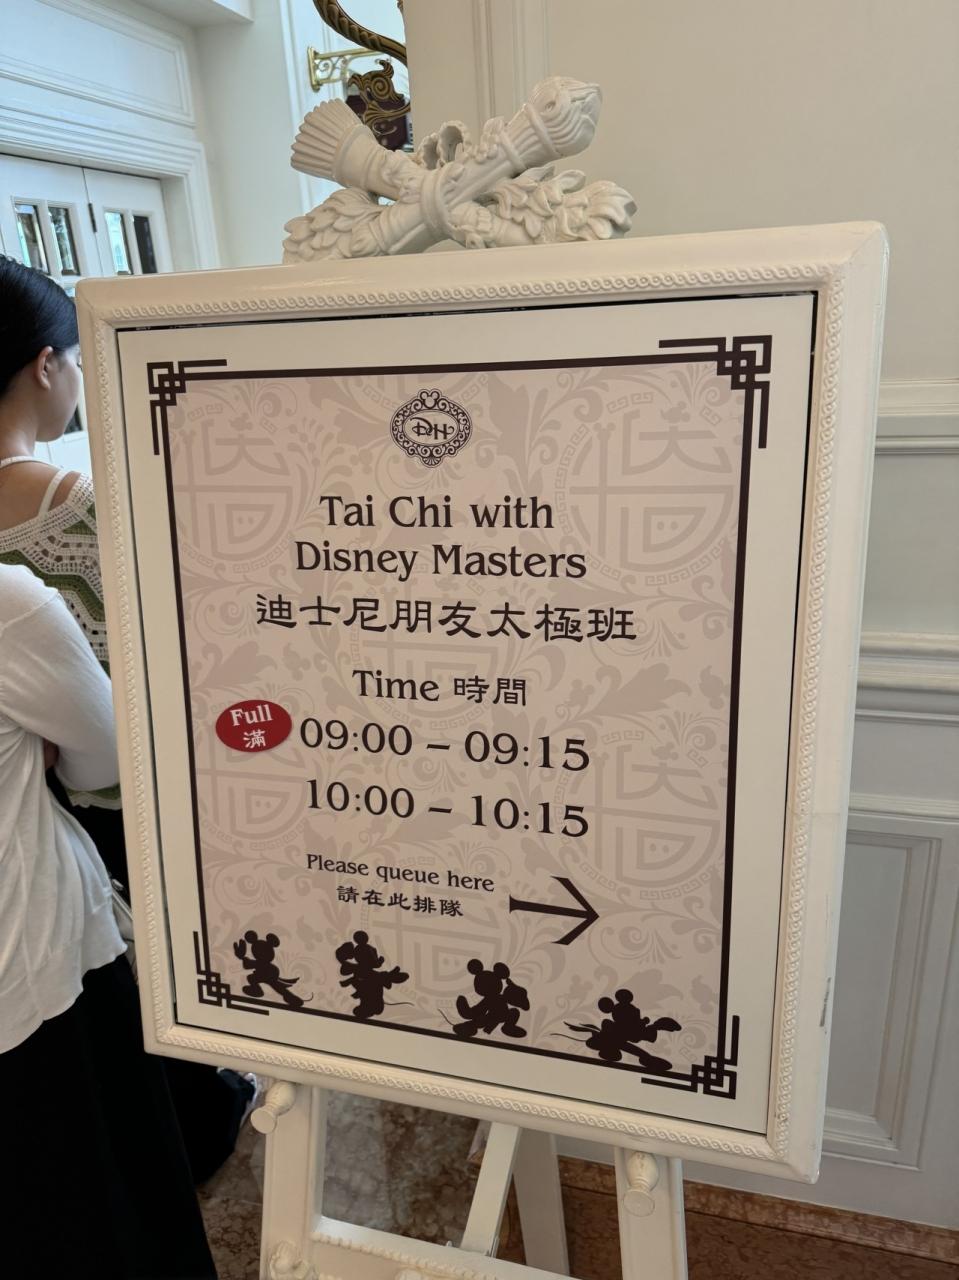 DH
Tai Chi with
Disney Masters
迪士尼朋友太極班
Time 時間
Full
滿
09:00 – 09:15
10:00 – 10:15
Please queue here
請在此排隊